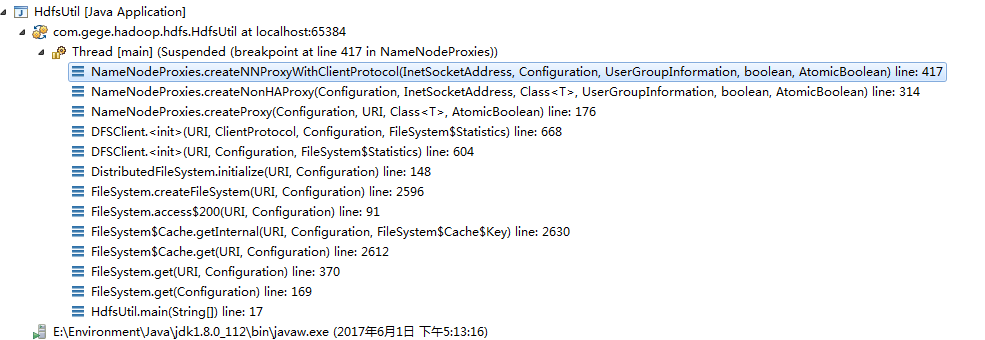 HdfsUtil [Java Application]
com.gege.hadoop.hdfs.HdfsUtil at localhost:65384
Thread [main] (Suspended (breakpoint at line 417 in NameNodeProxies))
NameNodeProxies.createNNProxyWithClientProtocol(InetSocketAddress, Configuration, UserGroupInformation, boolean, AtomicBoolean) line: 417
NameNodeProxies.createNonHAProxy(Configuration, InetSocketAddress, Class<T>, UserGroupInformation, boolean, AtomicBoolean) line: 314
NameNodeProxies.createProxy(Configuration, URI, Class<T>, AtomicBoolean) line: 176
DFSClient.<init>(URI, ClientProtocol, Configuration, FileSystem$Statistics) line: 668
DFSClient.<init>(URI, Configuration, FileSystem$Statistics) line: 604
DistributedFileSystem.initialize(URI, Configuration) line: 148
FileSystem.createFileSystem(URI, Configuration) line: 2596
FileSystem.access$200(URI, Configuration) line: 91
FileSystem$Cache.getInternal(URI, Configuration, FileSystem$Cache$Key) line: 2630
FileSystem$Cache.get(URI, Configuration) line: 2612
FileSystem.get(URI, Configuration) line: 370
FileSystem.get(Configuration) line: 169
HdfsUtil.main(String[]) line: 17
E:\Environment\Java\jdk1.8.0_112\bin\javaw.exe (2017年6月1日 下午5:13:16)